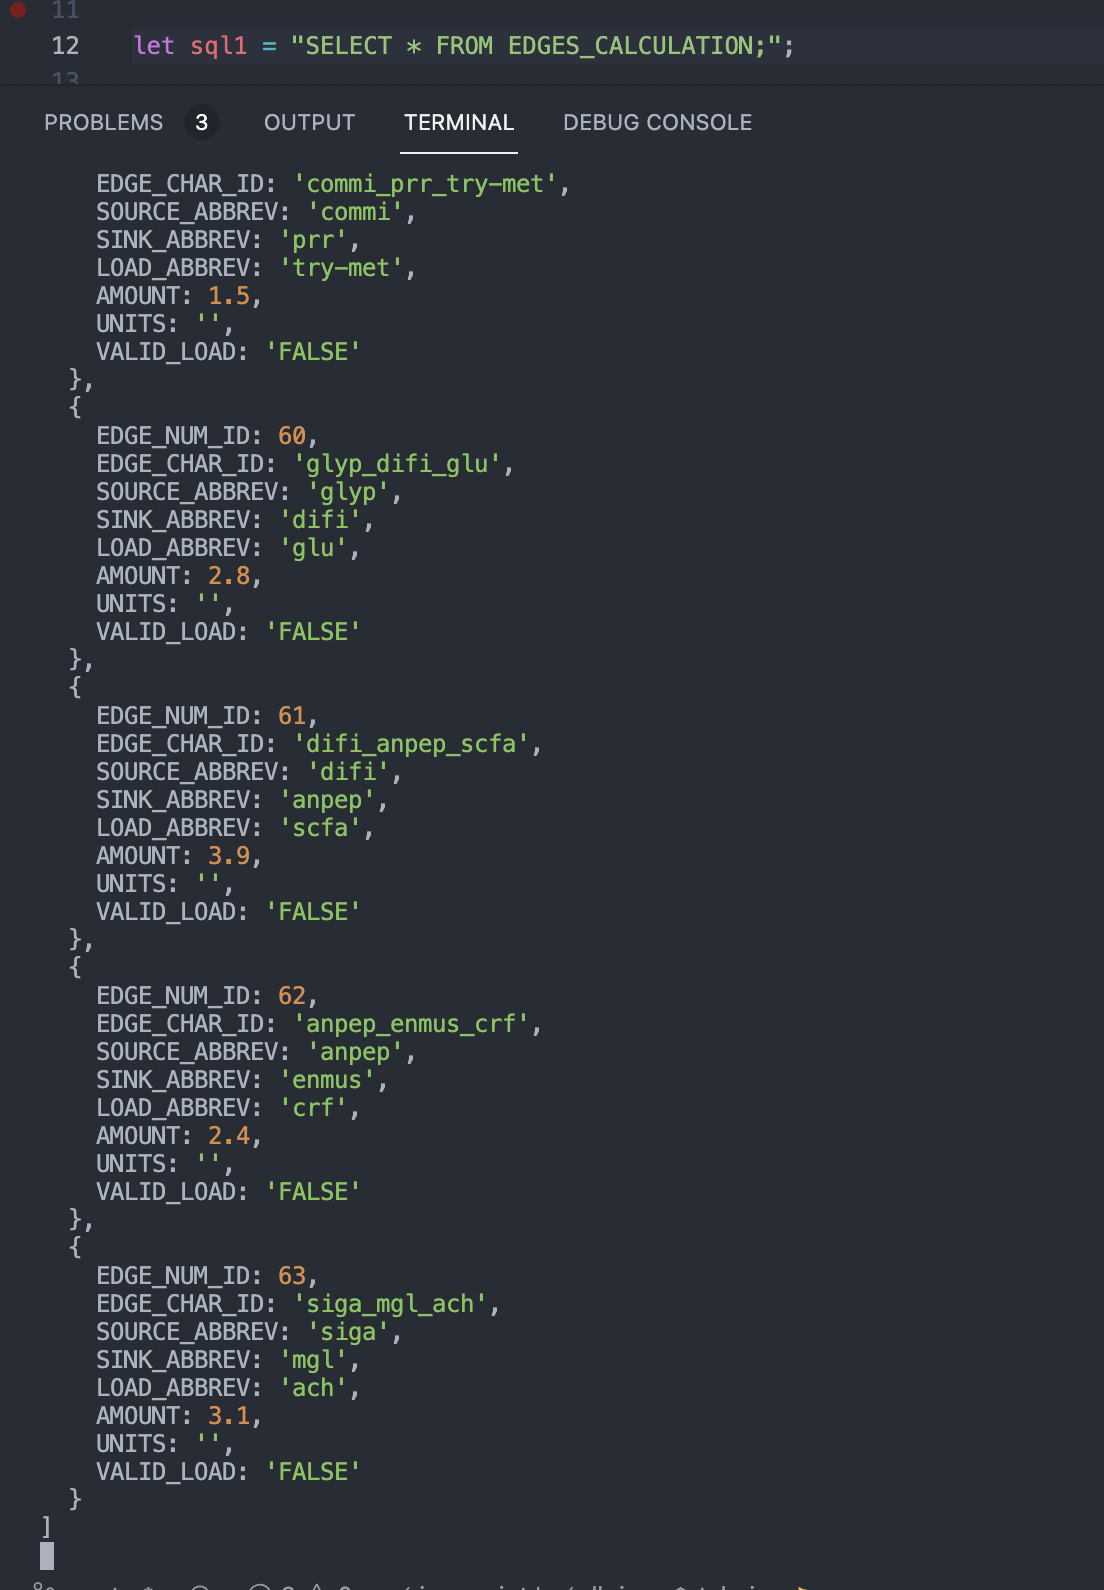 11
12 let sql1 = "SELECT * FROM EDGES_CALCULATION;";
13
PROBLEMS 3 OUTPUT TERMINAL DEBUG CONSOLE
EDGE_CHAR_ID: 'commi_prr_try-met',
SOURCE_ABBREV: 'commi',
SINK_ABBREV: 'prr',
LOAD_ABBREV: 'try-met',
AMOUNT: 1.5,
UNITS: '',
VALID_LOAD: 'FALSE'
},
{
EDGE_NUM_ID: 60,
EDGE_CHAR_ID: 'glyp_difi_glu',
SOURCE_ABBREV: 'glyp',
SINK_ABBREV: 'difi',
LOAD_ABBREV: 'glu',
AMOUNT: 2.8,
UNITS: '',
VALID_LOAD: 'FALSE'
},
{
EDGE_NUM_ID: 61,
EDGE_CHAR_ID: 'difi_anpep_scfa',
SOURCE_ABBREV: 'difi',
SINK_ABBREV: 'anpep',
LOAD_ABBREV: 'scfa',
AMOUNT: 3.9,
UNITS: '',
VALID_LOAD: 'FALSE'
},
{
EDGE_NUM_ID: 62,
EDGE_CHAR_ID: 'anpep_enmus_crf',
SOURCE_ABBREV: 'anpep',
SINK_ABBREV: 'enmus',
LOAD_ABBREV: 'crf',
AMOUNT: 2.4,
UNITS: '',
VALID_LOAD: 'FALSE'
},
{
EDGE_NUM_ID: 63,
EDGE_CHAR_ID: 'siga_mgl_ach',
SOURCE_ABBREV: 'siga',
SINK_ABBREV: 'mgl',
LOAD_ABBREV: 'ach',
AMOUNT: 3.1,
UNITS: '',
VALID_LOAD: 'FALSE'
}
]